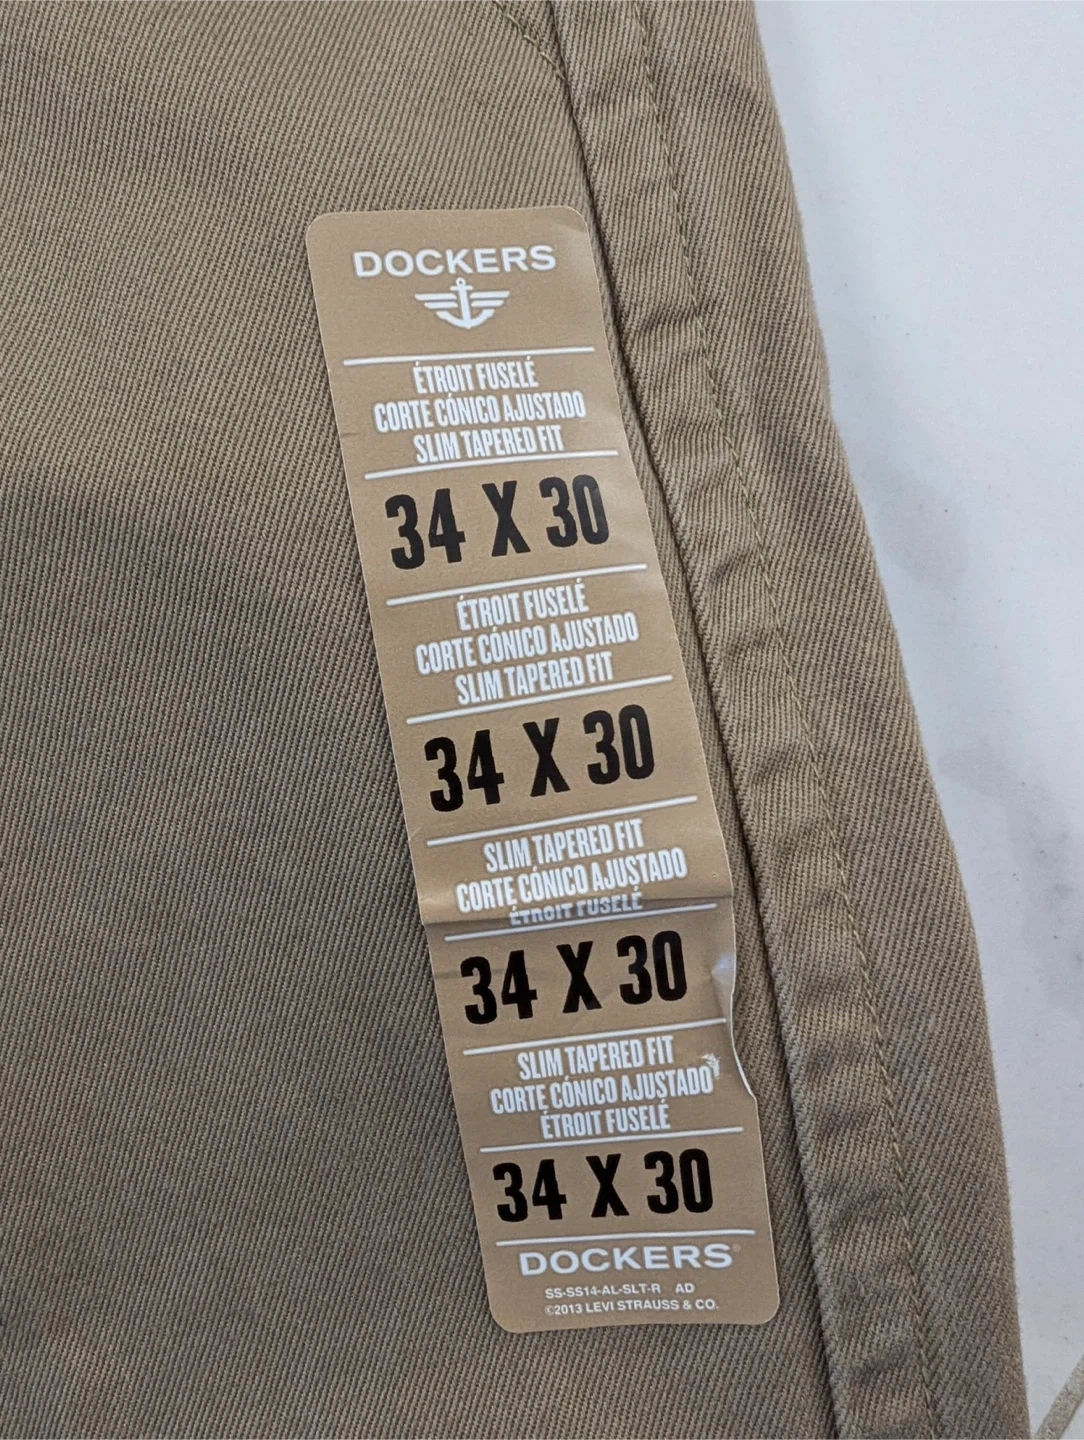 DOCKERS
ÉTROIT FUSELÉ
CORTE CÓNICO AJUSTADO
SLIM TAPERED FIT
34 X 30
ÉTROIT FUSELÉ
CORTE CÓNICO AJUSTADO
SLIM TAPERED FIT
34 X 30
SLIM TAPERED FIT
CORTE CÓNICO AJUSTADO
ÉTROIT FUSELÉ
34 X 30
SLIM TAPERED FIT
CORTE CÓNICO AJUSTADO
ÉTROIT FUSELÉ
34 X 30
DOCKERS®
SS-SS14-AL-SLT-R AD
©2013 LEVI STRAUSS & CO.